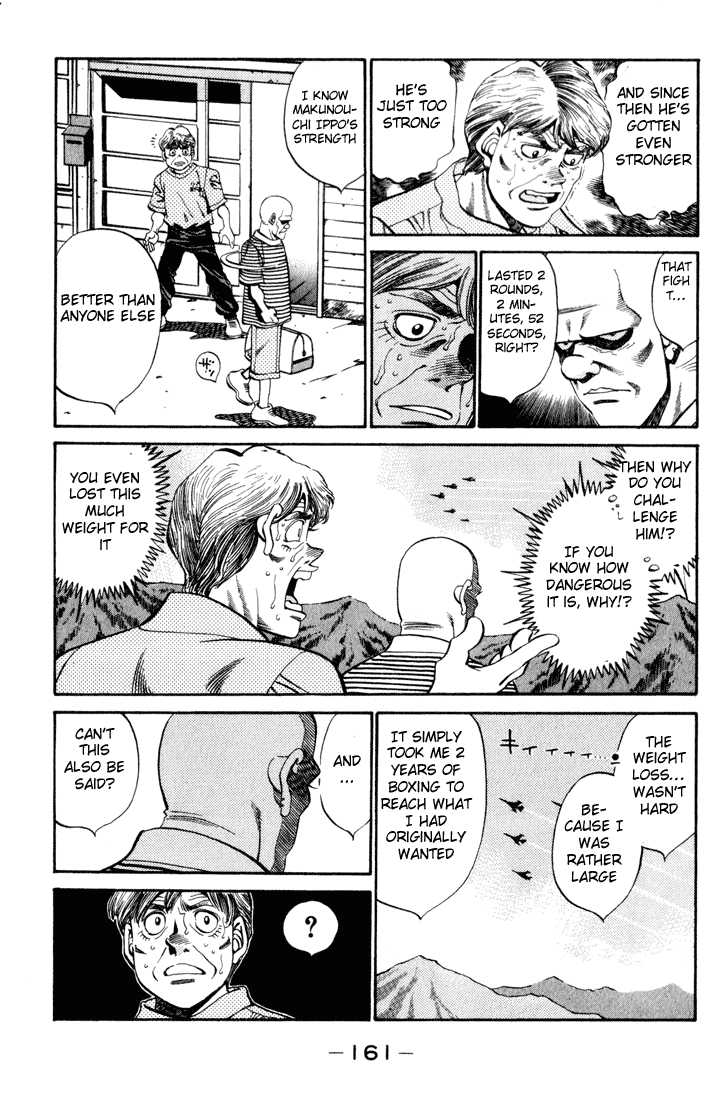 AND SINCE
THEN HE'S
GOTTEN
EVEN
STRONGER
HE'S
JUST TOO
STRONG
I KNOW
MAKUNOU-
CHI IPPO'S
STRENGTH
BETTER THAN
ANYONE ELSE
THAT
FIGH
T...
LASTED 2
ROUNDS,
2 MIN-
UTES, 52
SECONDS,
RIGHT?
THEN WHY
DO YOU
CHAL-
LENGE
HIM!?
IF YOU
KNOW HOW
DANGEROUS
IT IS, WHY!?
YOU EVEN
LOST THIS
MUCH
WEIGHT FOR
IT
THE
WEIGHT
LOSS...
WASN'T
HARD
BE-
CAUSE I
WAS
RATHER
LARGE
IT SIMPLY
TOOK ME 2
YEARS OF
BOXING TO
REACH WHAT
I HAD
ORIGINALLY
WANTED
AND
...
CAN'T
THIS
ALSO BE
SAID?
?
-161-